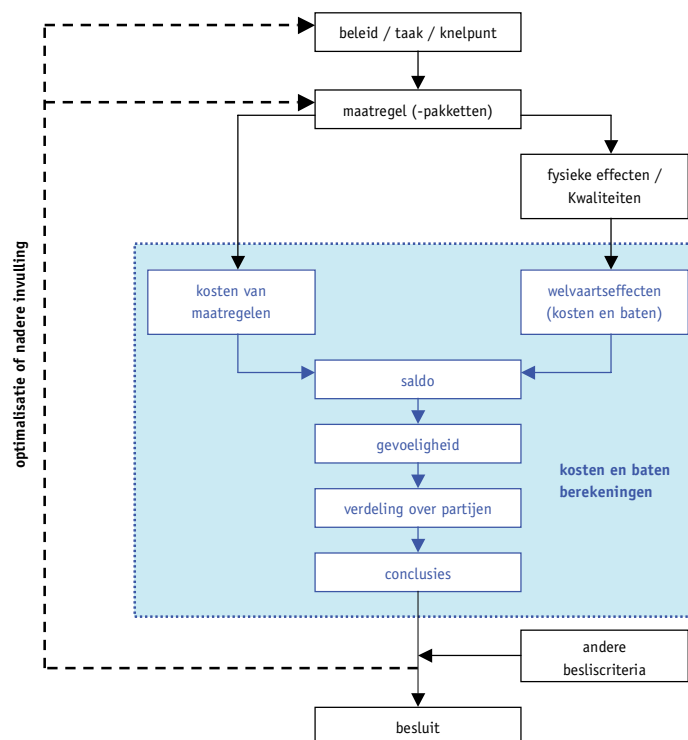 beleid / taak / knelpunt
maatregel (-pakketten)
fysieke effecten /
Kwaliteiten
kosten van
maatregelen
welvaartseffecten
(kosten en baten)
saldo
gevoeligheid
kosten en baten
berekeningen
verdeling over partijen
conclusies
andere
besliscriteria
besluit
optimalisatie of nadere invulling